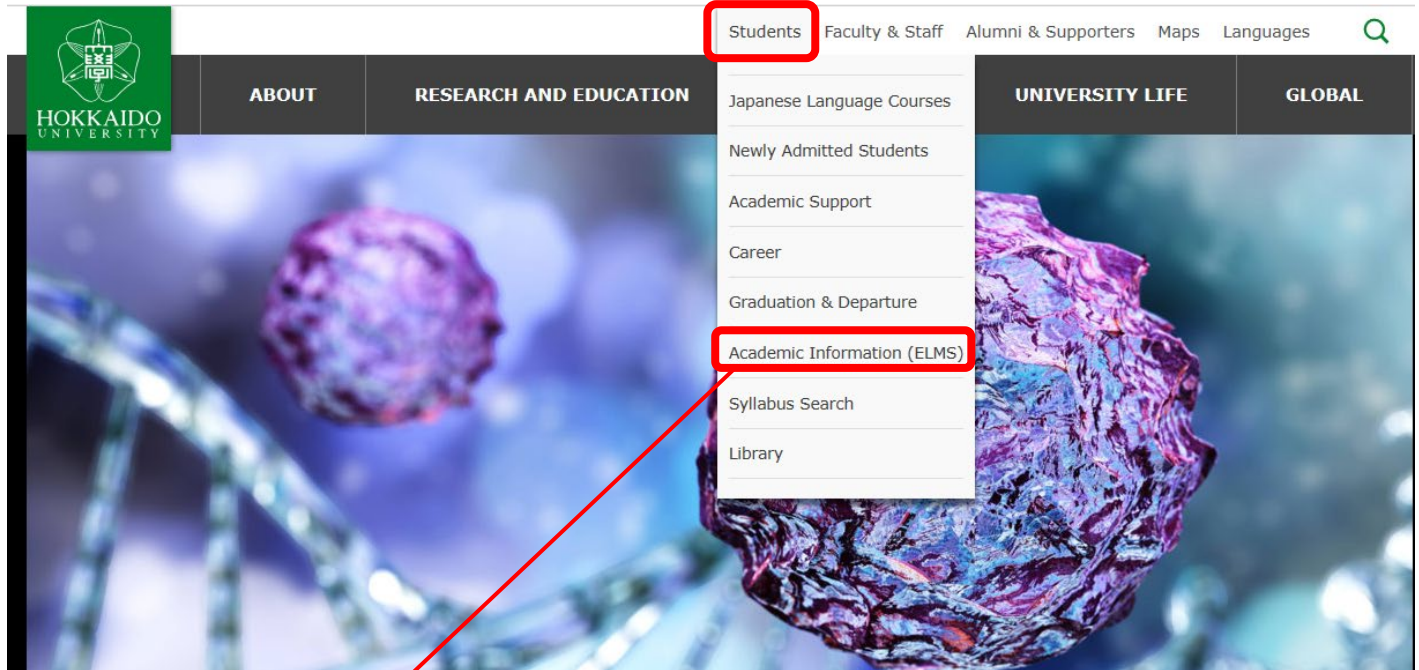 Students Faculty & Staff Alumni & Supporters Maps Languages
HOKKAIDO
UNIVERSITY
ABOUT RESEARCH AND EDUCATION UNIVERSITY LIFE GLOBAL
Japanese Language Courses
Newly Admitted Students
Academic Support
Career
Graduation & Departure
Academic Information (ELMS)
Syllabus Search
Library